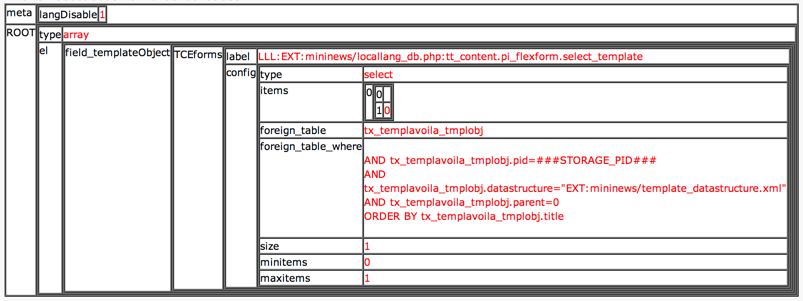 meta langDisable 1
ROOT type array
el field_templateObject TCEforms label LLL:EXT:mininews/locallang_db.php:tt_content.pi_flexform.select_template
config type select
items 0 0
1 0
foreign_table tx_templavoila_tmplobj
foreign_table_where
AND tx_templavoila_tmplobj.pid=###STORAGE_PID###
AND
tx_templavoila_tmplobj.datastructure="EXT:mininews/template_datastructure.xml"
AND tx_templavoila_tmplobj.parent=0
ORDER BY tx_templavoila_tmplobj.title
size 1
minitems 0
maxitems 1